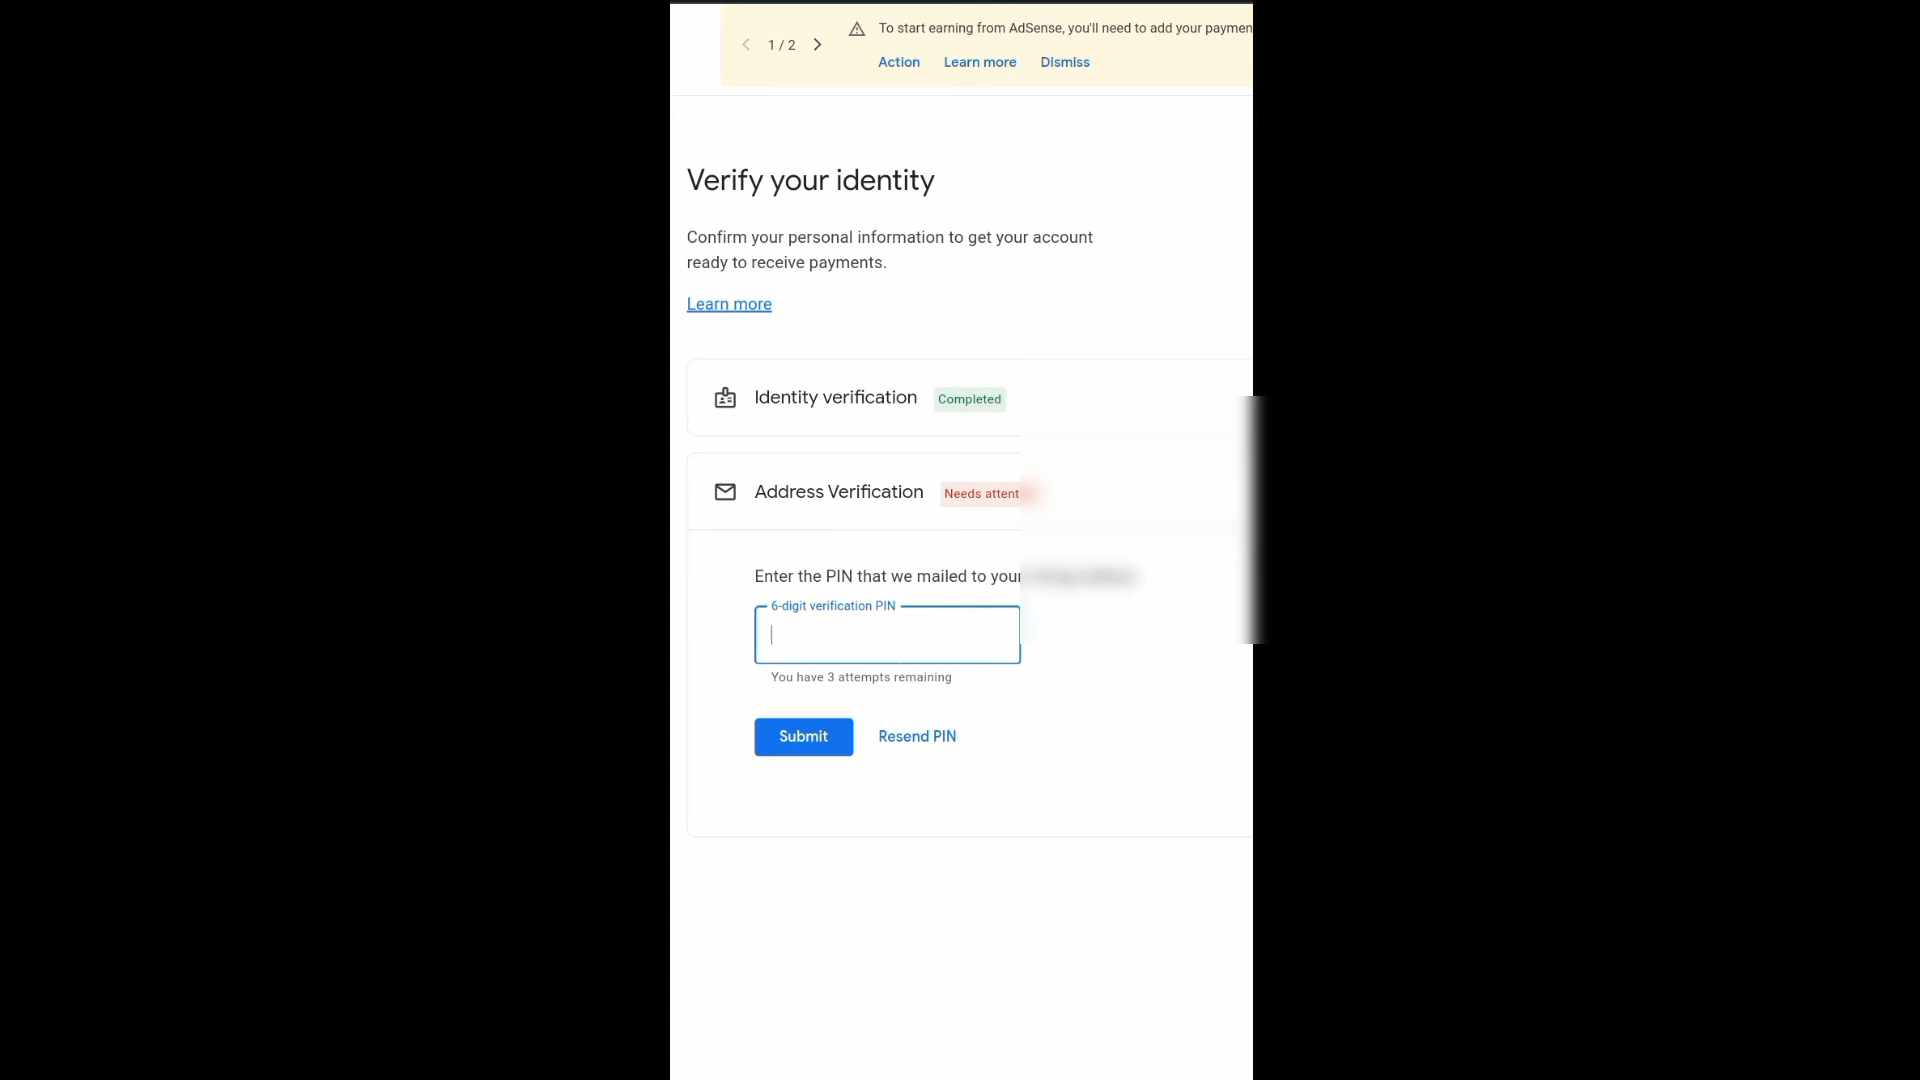 To start earning from AdSense, you'll need to add your paymen
1 / 2
Action Learn more Dismiss
Verify your identity
Confirm your personal information to get your account
ready to receive payments.
Learn more
Identity verification Completed
Address Verification Needs attent
Enter the PIN that we mailed to your
6-digit verification PIN
You have 3 attempts remaining
Submit Resend PIN